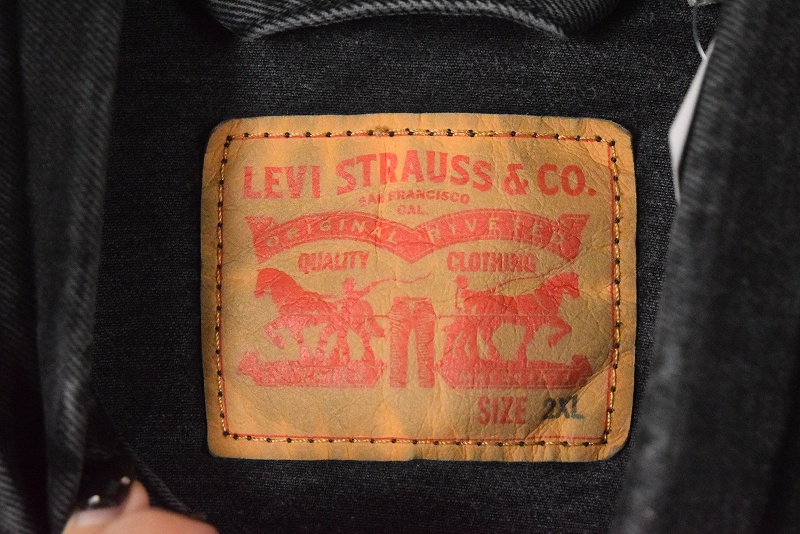 LEVI STRAUSS & CO.
SAN FRANCISCO
CAL
ORIGINAL RIVETED
QUALITY CLOTHING
SIZE 2XL